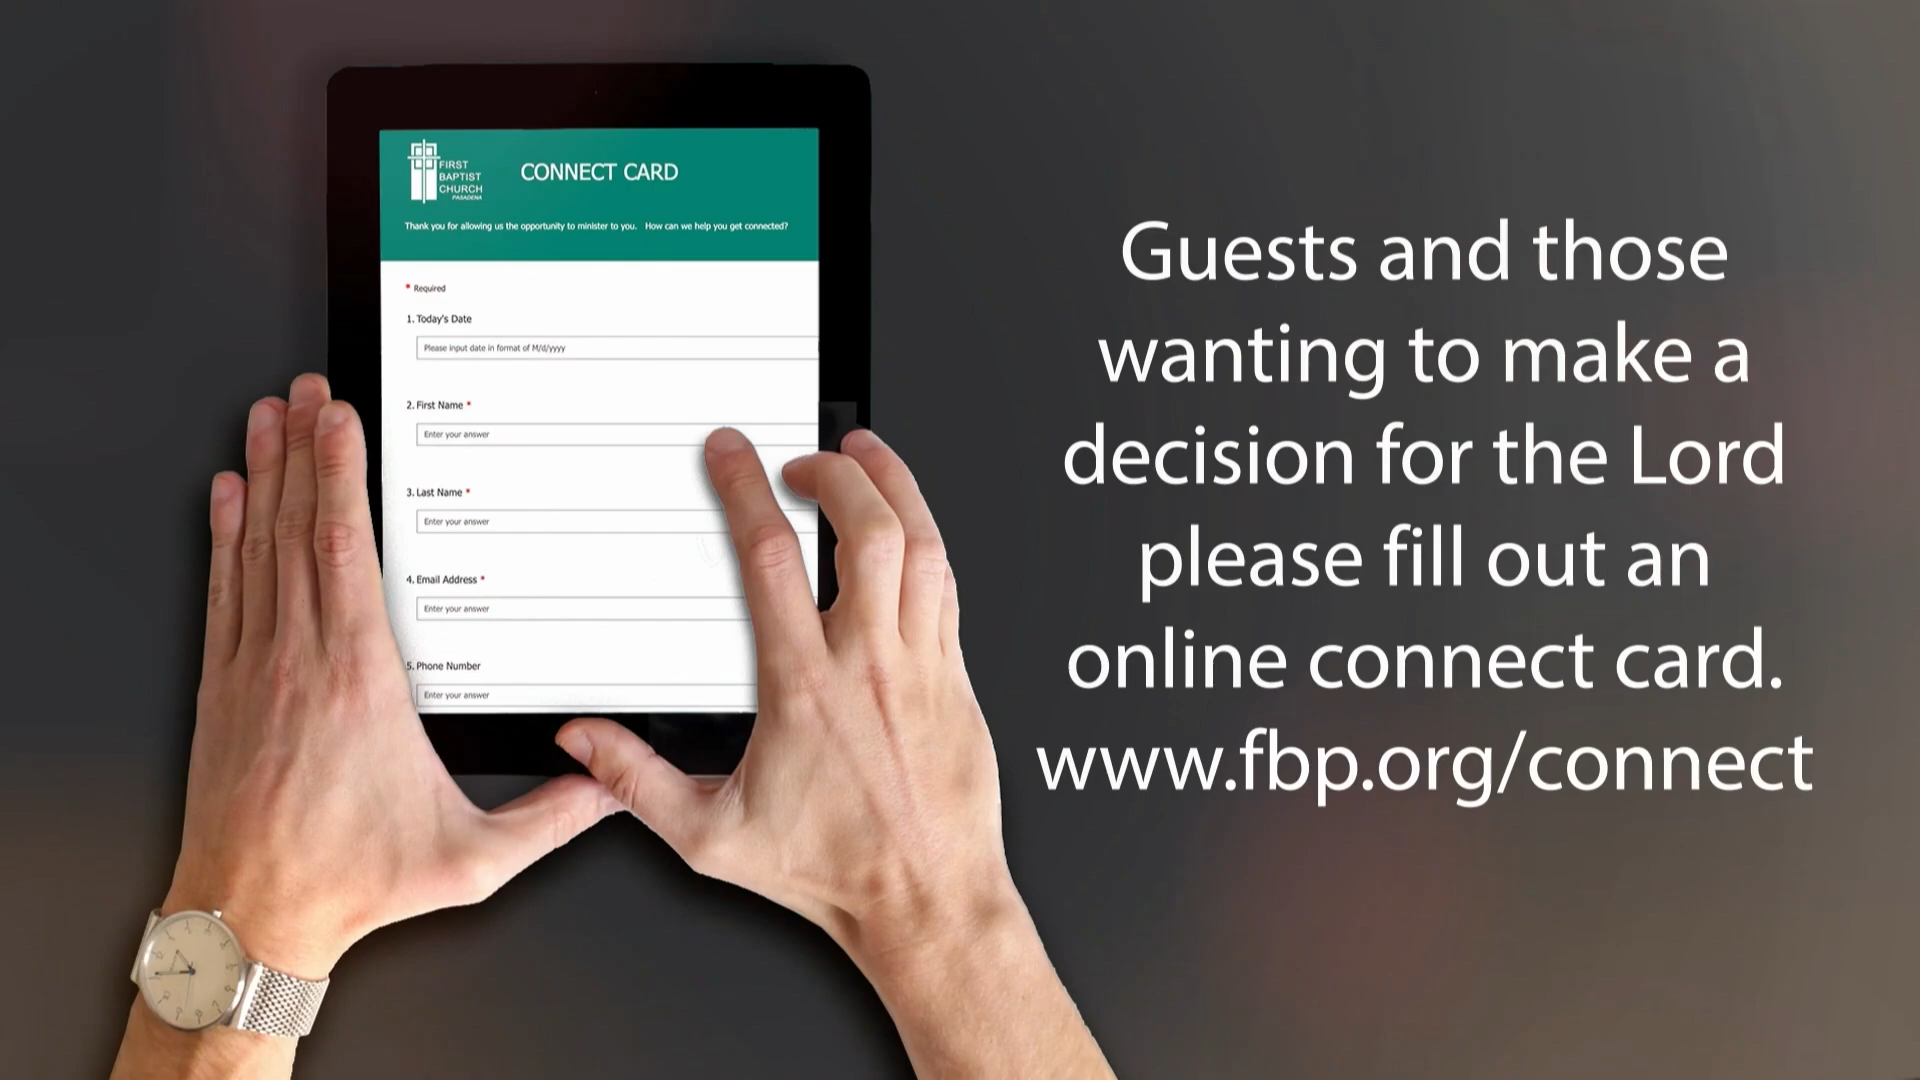 FIRST
BAPTIST
CHURCH
PASADENA
CONNECT CARD
Thank you for allowing us the opportunity to minister to you. How can we help you get connected?
* Required
1. Today's Date
Please input date in format of M/d/yyyy
2. First Name *
Enter your answer
3. Last Name *
Enter your answer
4. Email Address *
Enter your answer
5. Phone Number
Enter your answer
Guests and those
wanting to make a
decision for the Lord
please fill out an
online connect card.
www.fbp.org/connect